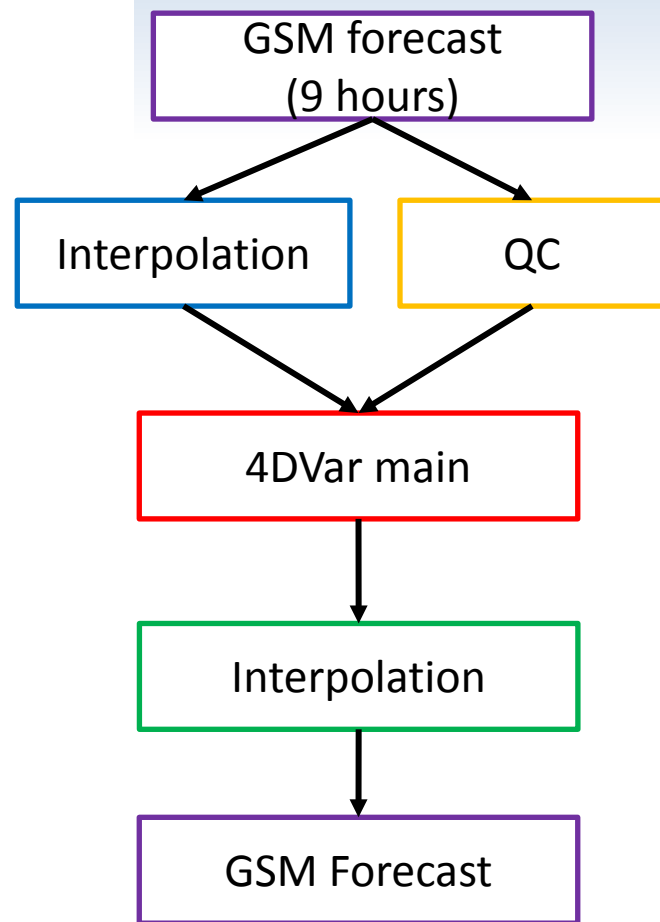 GSM forecast
(9 hours)
Interpolation
QC
4DVar main
Interpolation
GSM Forecast